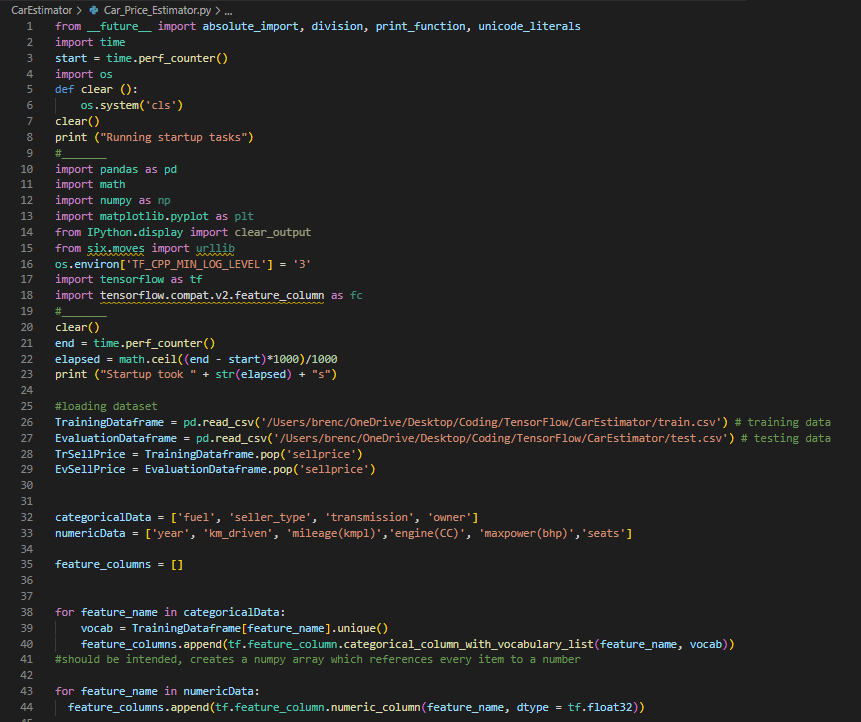 CarEstimator > Car_Price_Estimator.py > ...
1 from __future__ import absolute_import, division, print_function, unicode_literals
2 import time
3 start = time.perf_counter()
4 import os
5 def clear ():
6     os.system('cls')
7 clear()
8 print ("Running startup tasks")
9 #_______
10 import pandas as pd
11 import math
12 import numpy as np
13 import matplotlib.pyplot as plt
14 from IPython.display import clear_output
15 from six.moves import urllib
16 os.environ['TF_CPP_MIN_LOG_LEVEL'] = '3'
17 import tensorflow as tf
18 import tensorflow.compat.v2.feature_column as fc
19 #_______
20 clear()
21 end = time.perf_counter()
22 elapsed = math.ceil((end - start)*1000)/1000
23 print ("Startup took " + str(elapsed) + "s")
24
25 #loading dataset
26 TrainingDataframe = pd.read_csv('/Users/brenc/OneDrive/Desktop/Coding/TensorFlow/CarEstimator/train.csv') # training data
27 EvaluationDataframe = pd.read_csv('/Users/brenc/OneDrive/Desktop/Coding/TensorFlow/CarEstimator/test.csv') # testing data
28 TrSellPrice = TrainingDataframe.pop('sellprice')
29 EvSellPrice = EvaluationDataframe.pop('sellprice')
30
31
32 categoricalData = ['fuel', 'seller_type', 'transmission', 'owner']
33 numericData = ['year', 'km_driven', 'mileage(kmpl)','engine(CC)', 'maxpower(bhp)','seats']
34
35 feature_columns = []
36
37
38 for feature_name in categoricalData:
39     vocab = TrainingDataframe[feature_name].unique()
40     feature_columns.append(tf.feature_column.categorical_column_with_vocabulary_list(feature_name, vocab))
41 #should be intended, creates a numpy array which references every item to a number
42
43 for feature_name in numericData:
44   feature_columns.append(tf.feature_column.numeric_column(feature_name, dtype = tf.float32))